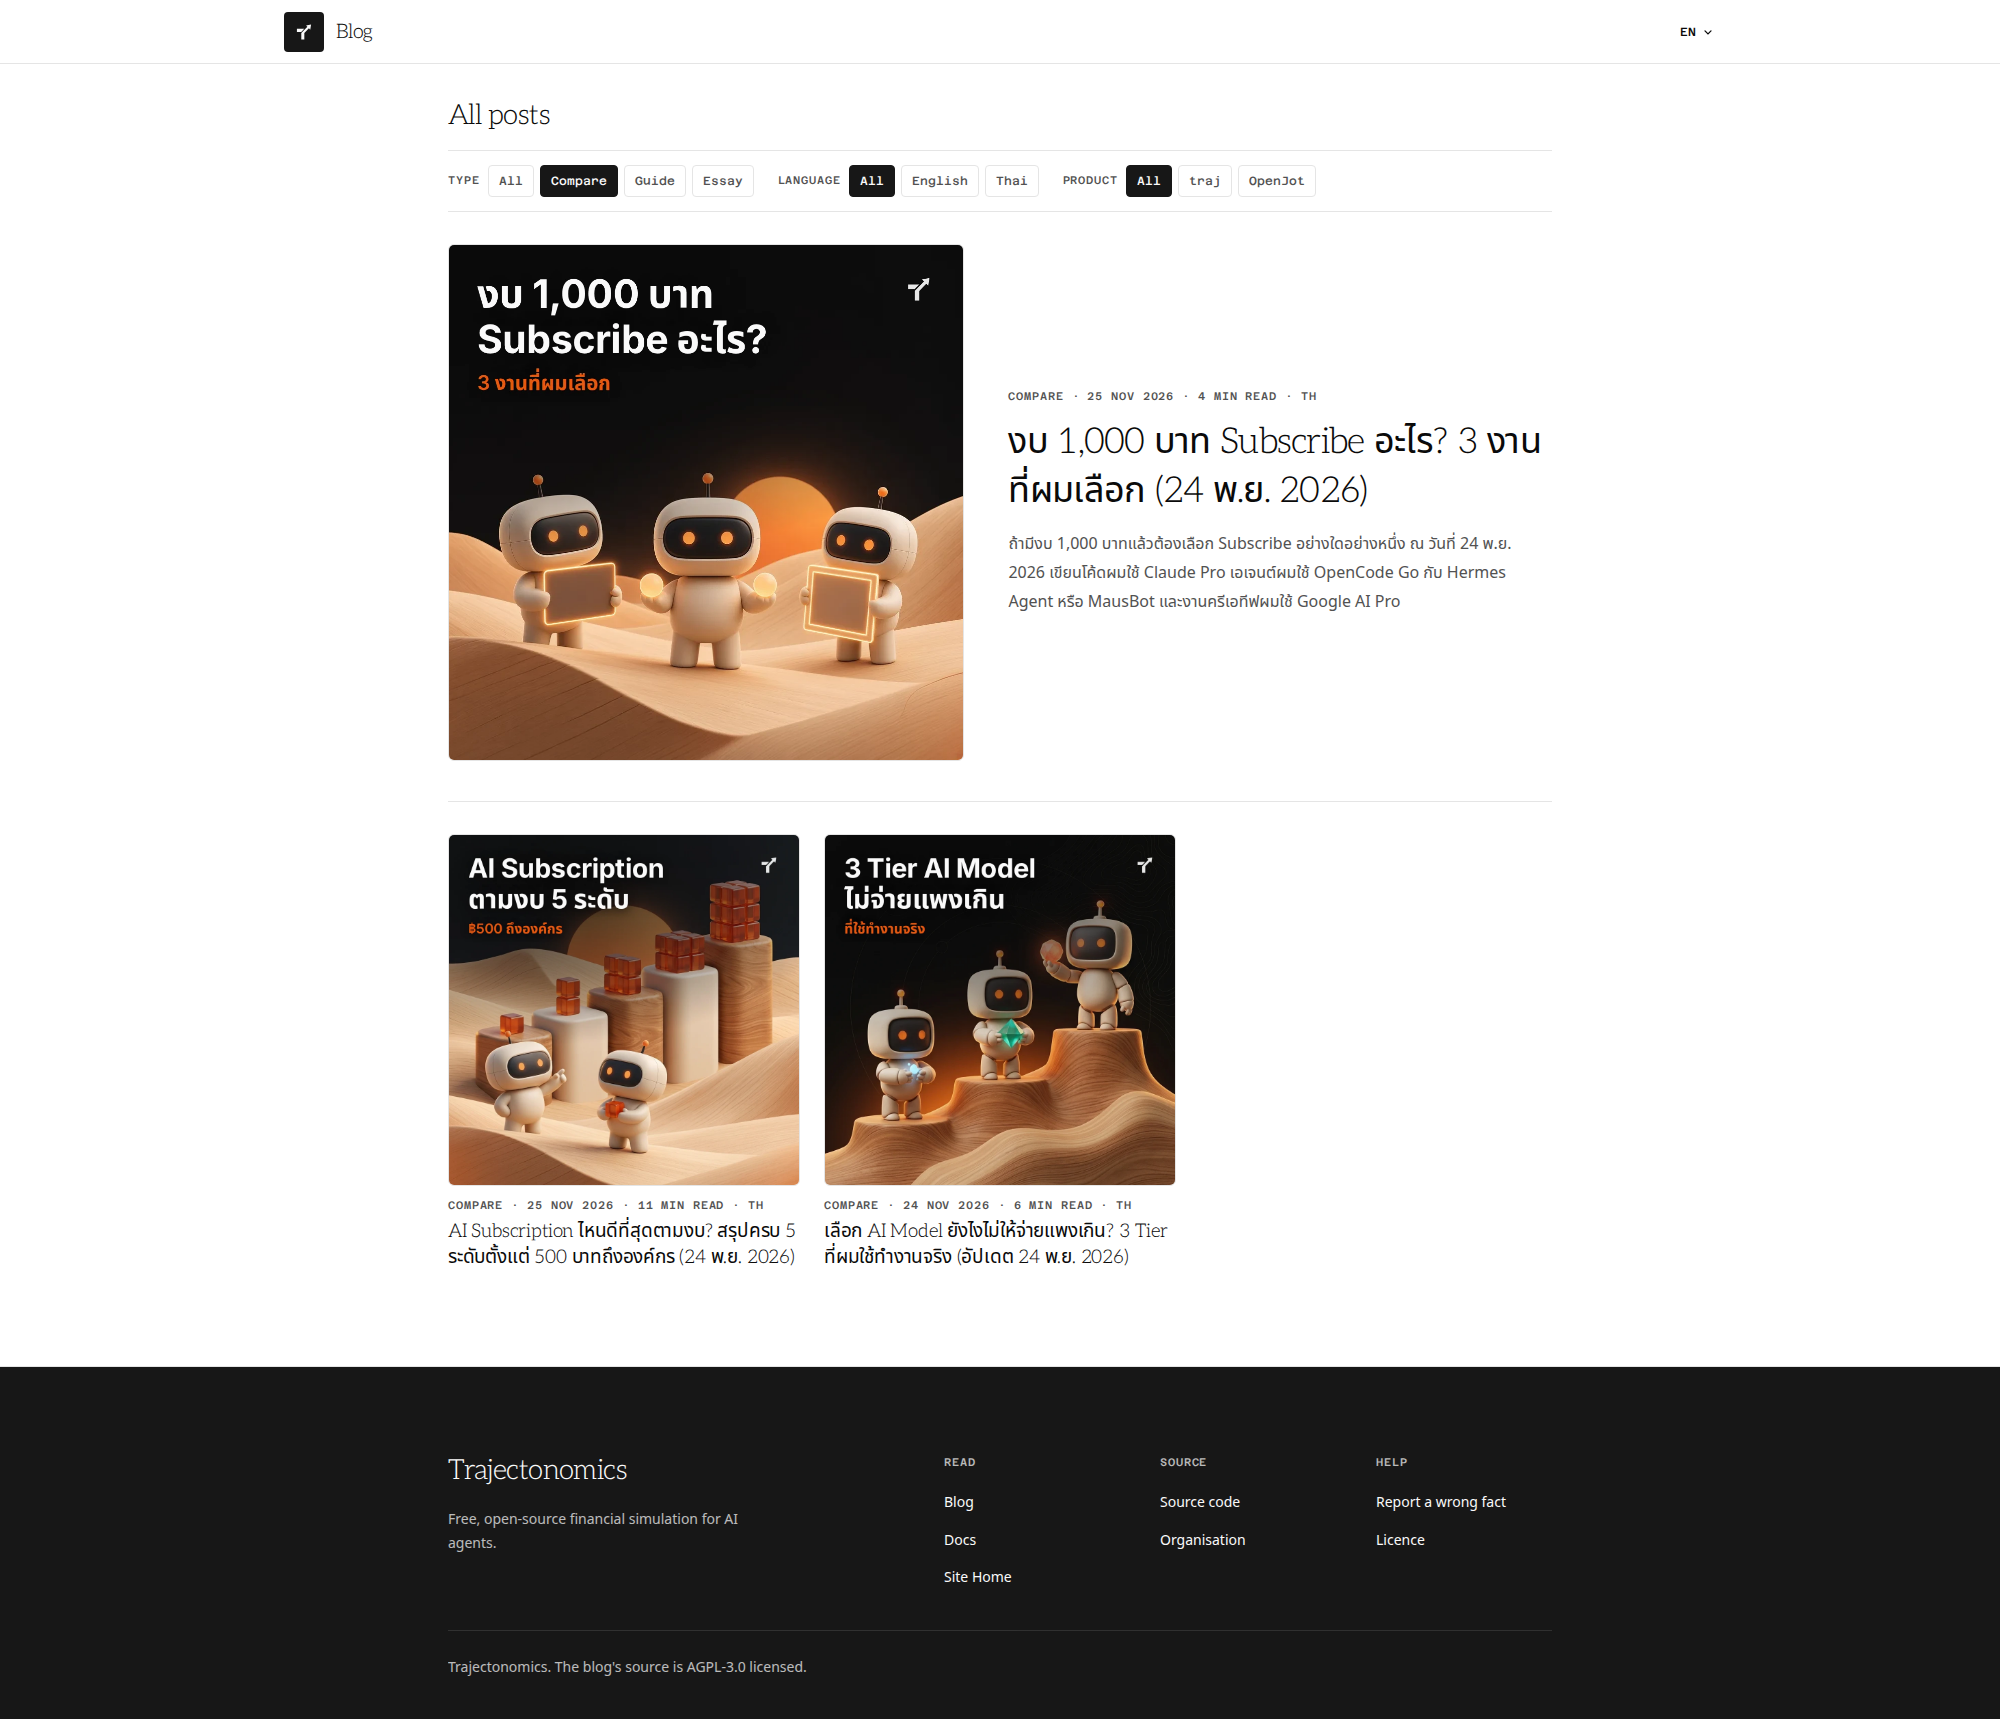 Blog
EN
All posts
TYPE All Compare Guide Essay LANGUAGE All English Thai PRODUCT All traj OpenJot
งบ 1,000 บาท
Subscribe อะไร?
3 งานที่ผมเลือก
COMPARE · 25 NOV 2026 · 4 MIN READ · TH
งบ 1,000 บาท Subscribe อะไร? 3 งาน
ที่ผมเลือก (24 พ.ย. 2026)
ถ้ามีงบ 1,000 บาทแล้วต้องเลือก Subscribe อย่างใดอย่างหนึ่ง ณ วันที่ 24 พ.ย.
2026 เขียนโค้ดผมใช้ Claude Pro เอเจนต์ผมใช้ OpenCode Go กับ Hermes
Agent หรือ MausBot และงานครีเอทีฟผมใช้ Google AI Pro
AI Subscription
ตามงบ 5 ระดับ
฿500 ถึงองค์กร
COMPARE · 25 NOV 2026 · 11 MIN READ · TH
AI Subscription ไหนดีที่สุดตามงบ? สรุปครบ 5
ระดับตั้งแต่ 500 บาทถึงองค์กร (24 พ.ย. 2026)
3 Tier AI Model
ไม่จ่ายแพงเกิน
ที่ใช้ทำงานจริง
COMPARE · 24 NOV 2026 · 6 MIN READ · TH
เลือก AI Model ยังไงไม่ให้จ่ายแพงเกิน? 3 Tier
ที่ผมใช้ทำงานจริง (อัปเดต 24 พ.ย. 2026)
Trajectonomics
Free, open-source financial simulation for AI
agents.
READ
Blog
Docs
Site Home
SOURCE
Source code
Organisation
HELP
Report a wrong fact
Licence
Trajectonomics. The blog's source is AGPL-3.0 licensed.